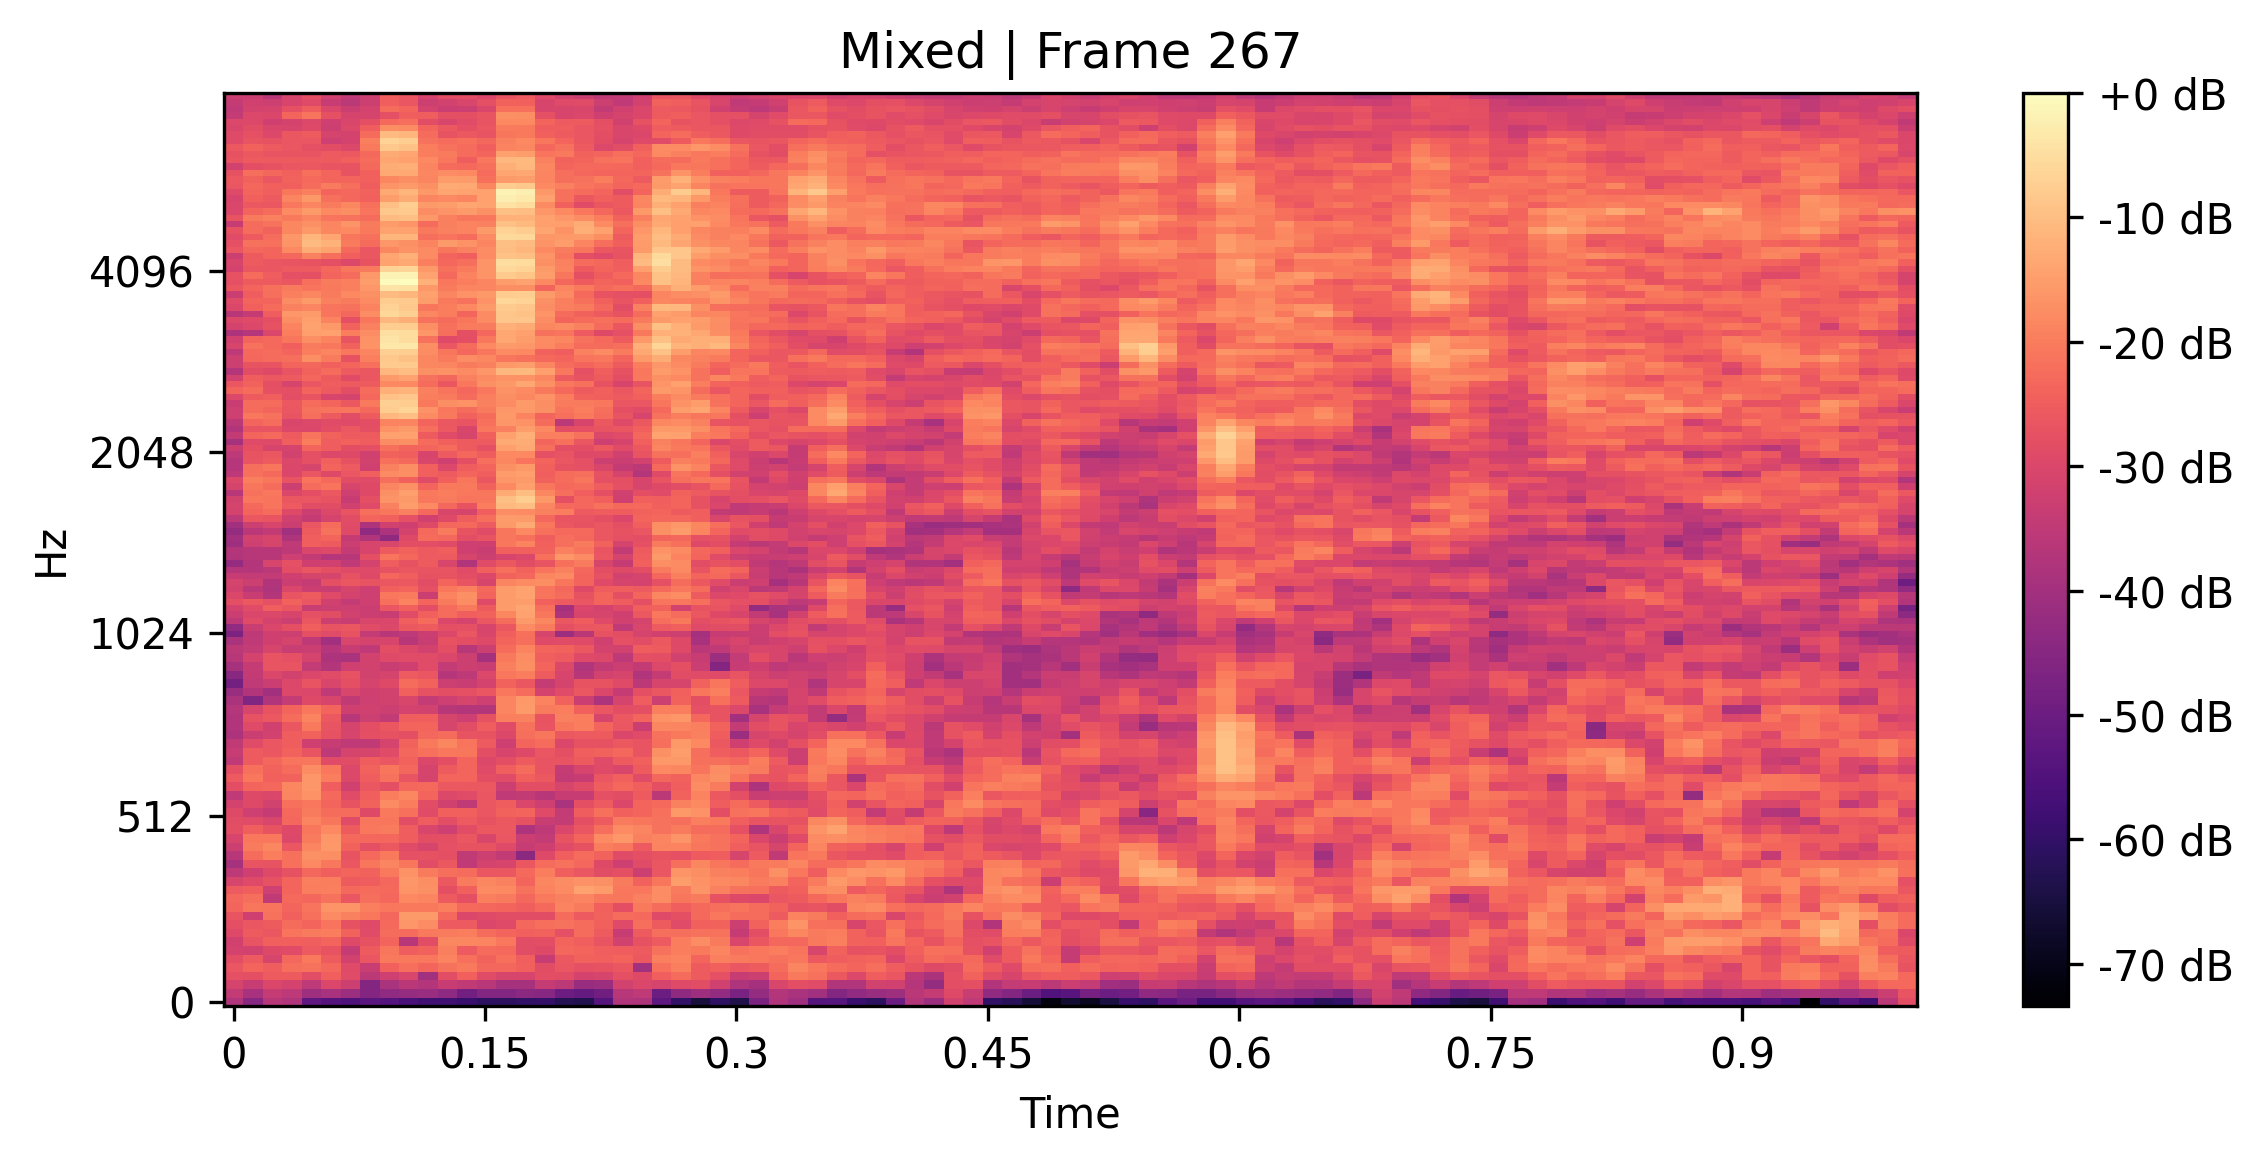 Mixed | Frame 267
+0 dB
-10 dB
-20 dB
-30 dB
-40 dB
-50 dB
-60 dB
-70 dB
4096
2048
1024
512
0
Hz
0 0.15 0.3 0.45 0.6 0.75 0.9
Time